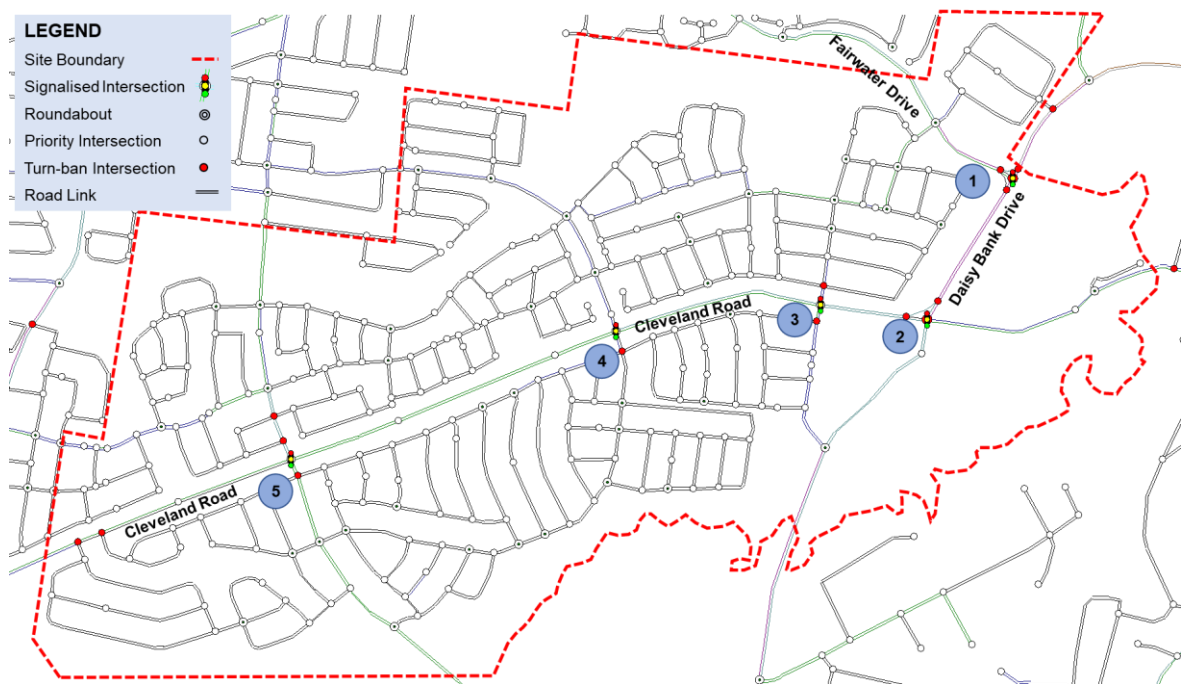 LEGEND
Site Boundary
Signalised Intersection
Roundabout
Priority Intersection
Turn-ban Intersection
Road Link
Fairwater Drive
1
Daisy Bank Drive
Cleveland Road
3
2
4
5
Cleveland Road